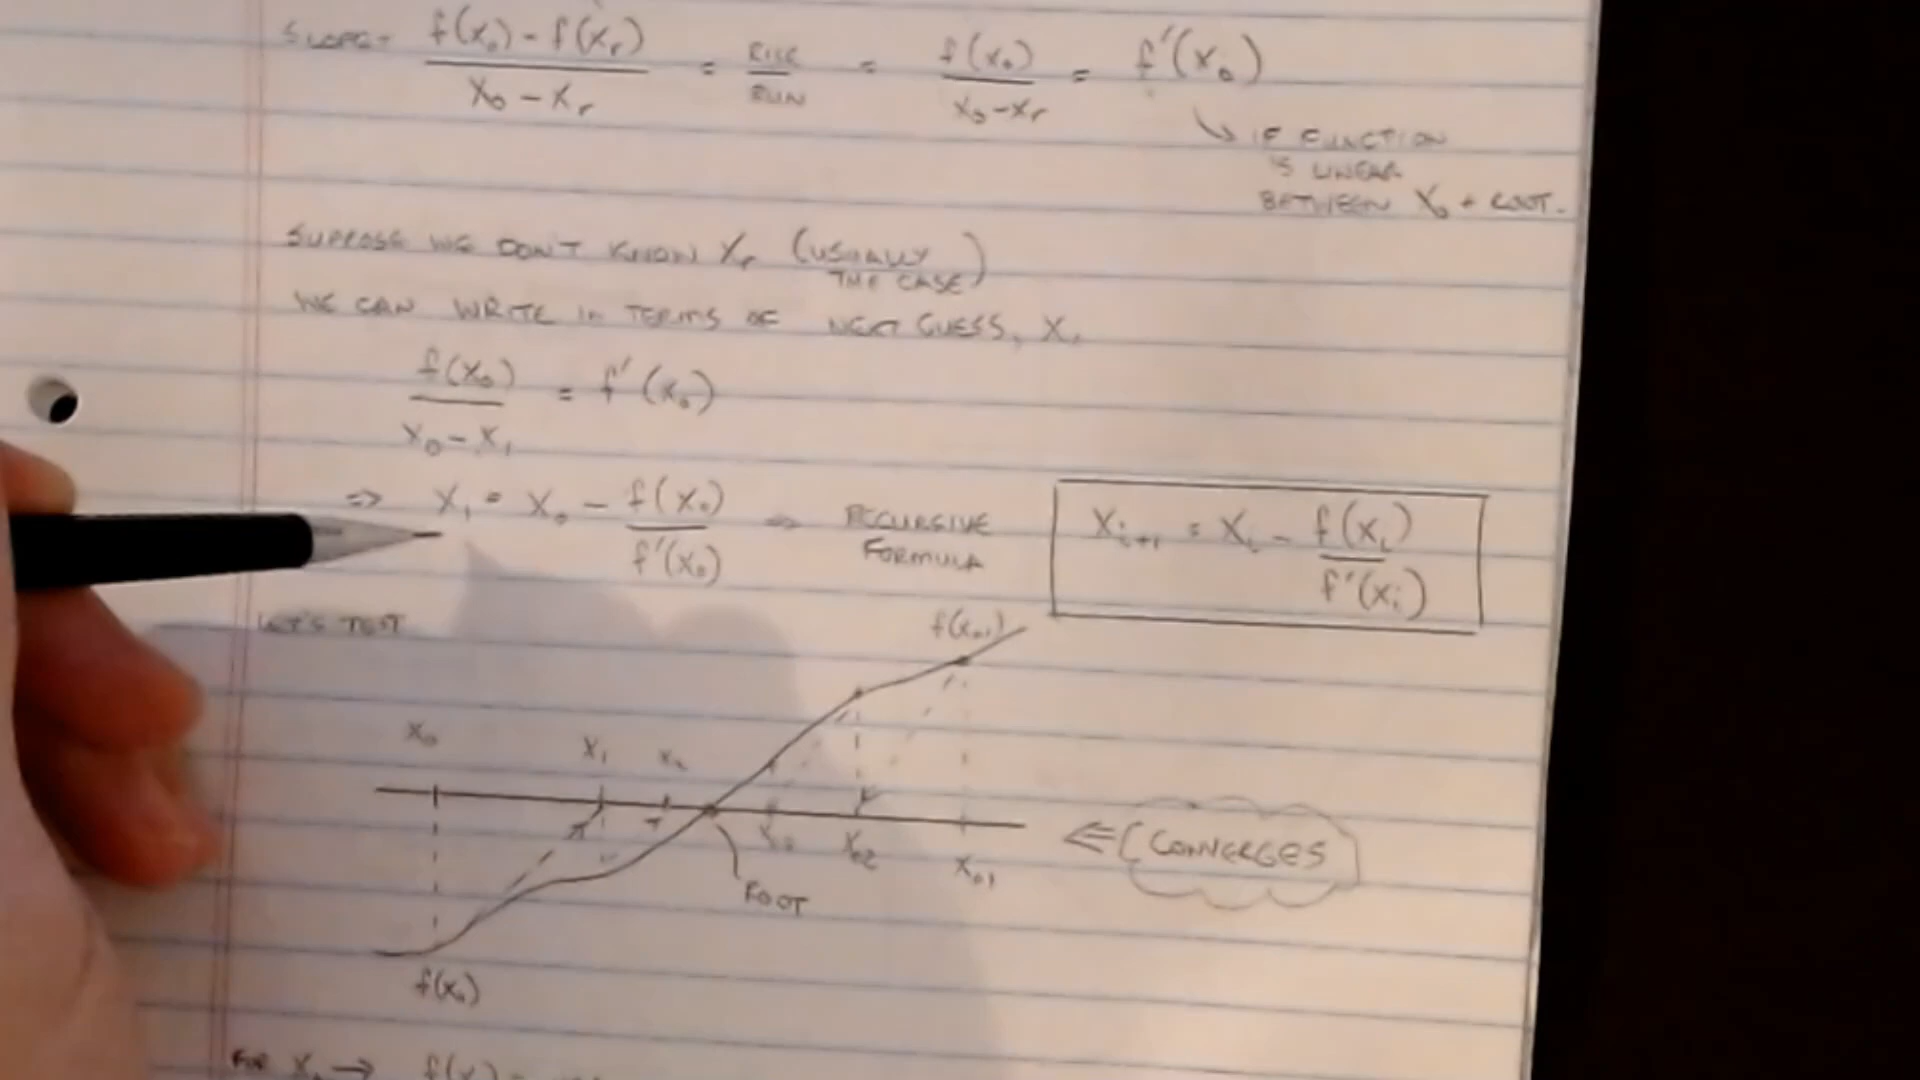 SLOPE = f(x₀) - f(xᵣ) / x₀ - xᵣ = RISE / RUN = f(x₀) / x₀ - xᵣ = f'(x₀)
↳ IF FUNCTION
IS LINEAR
BETWEEN x₀ + ROOT.
SUPPOSE WE DON'T KNOW xᵣ (USUALLY
THE CASE)
WE CAN WRITE IN TERMS OF NEXT GUESS, x₁
f(x₀) / x₀ - x₁ = f'(x₀)
⇒ x₁ = x₀ - f(x₀) / f'(x₀) ⇒ RECURSIVE
FORMULA
xᵢ₊₁ = xᵢ - f(xᵢ) / f'(xᵢ)
LET'S TEST
f(x₀₁)
x₀
x₁
x₂
x₀₂
x₀₁
⇐ CONVERGES
ROOT
f(x₀)
FOR x₀ → f(x)